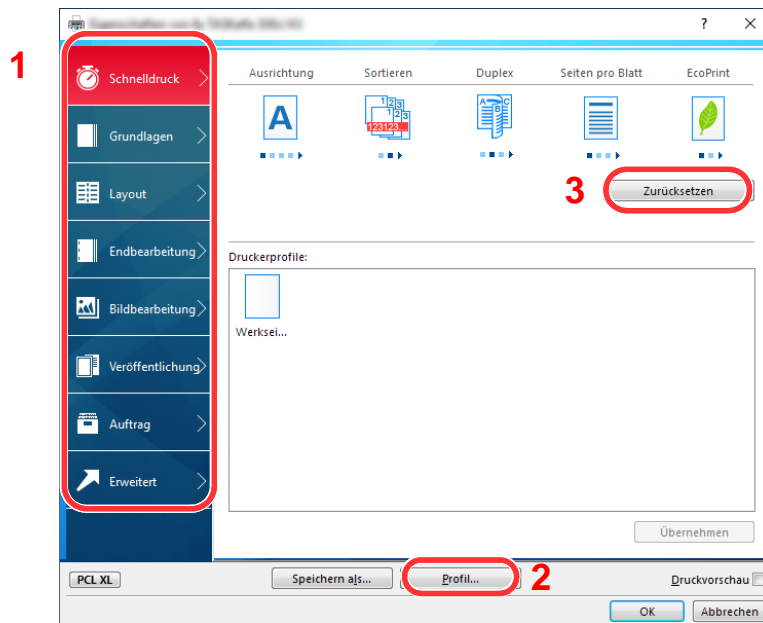 ?
1
Schnelldruck
Ausrichtung Sortieren Duplex Seiten pro Blatt EcoPrint
Grundlagen
Layout
3 Zurücksetzen
Endbearbeitung
Druckerprofile:
Bildbearbeitung
Werksei...
Veröffentlichung
Auftrag
Erweitert
Übernehmen
PCL XL Speichern als... Profil... 2 Druckvorschau
OK Abbrechen